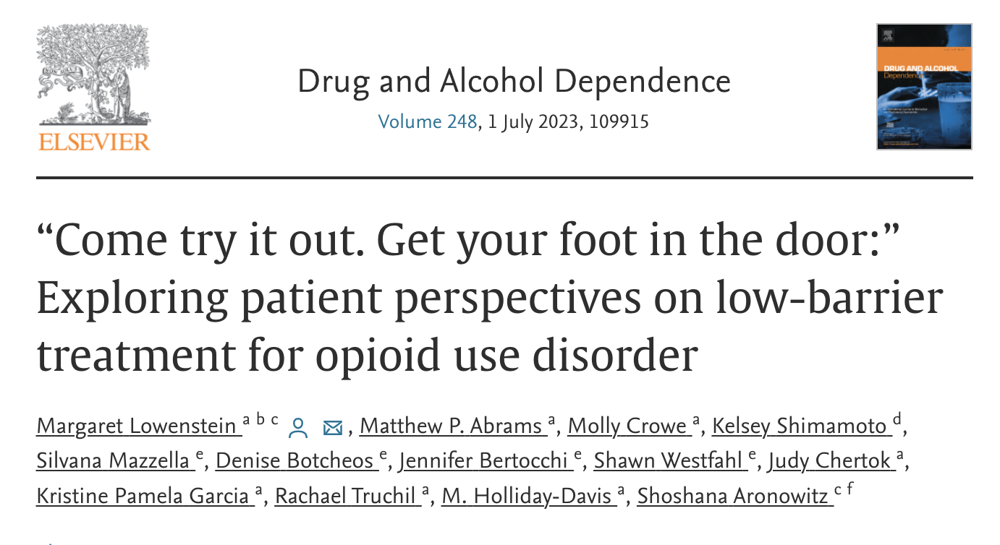 ELSEVIER
Drug and Alcohol Dependence
Volume 248, 1 July 2023, 109915
DRUG AND ALCOHOL
Dependence
“Come try it out. Get your foot in the door:”
Exploring patient perspectives on low-barrier
treatment for opioid use disorder
Margaret Lowenstein a b c , Matthew P. Abrams a, Molly Crowe a, Kelsey Shimamoto d,
Silvana Mazzella e, Denise Botcheos e, Jennifer Bertocchi e, Shawn Westfahl e, Judy Chertok a,
Kristine Pamela Garcia a, Rachael Truchil a, M. Holliday-Davis a, Shoshana Aronowitz c f